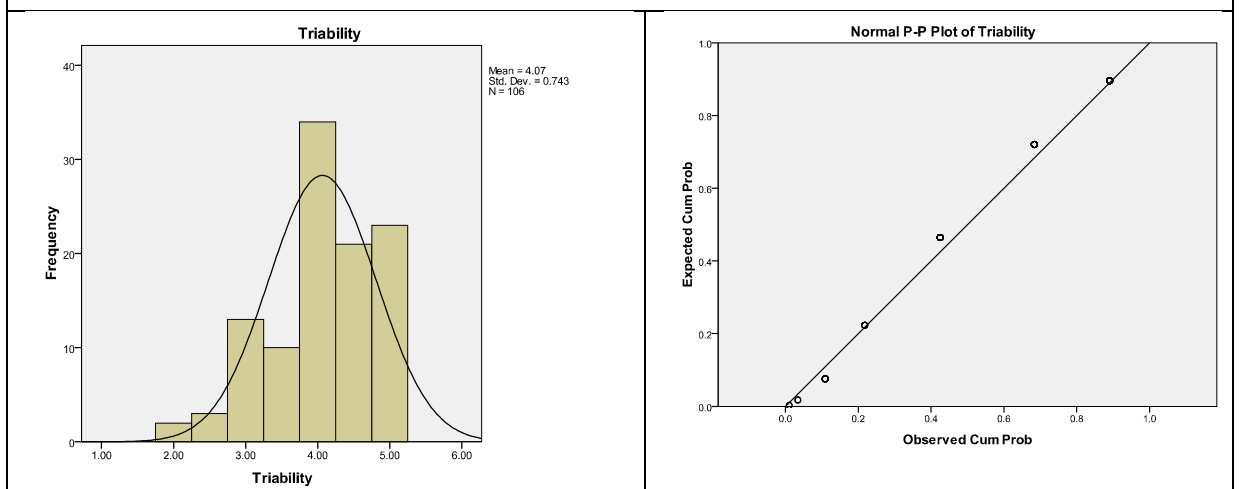 Triability
Mean = 4.07
Std. Dev. = 0.743
N = 106
40
30
20
10
0
Frequency
1.00 2.00 3.00 4.00 5.00 6.00
Triability
Normal P-P Plot of Triability
1.0
0.8
0.6
0.4
0.2
0.0
Expected Cum Prob
0.0 0.2 0.4 0.6 0.8 1.0
Observed Cum Prob